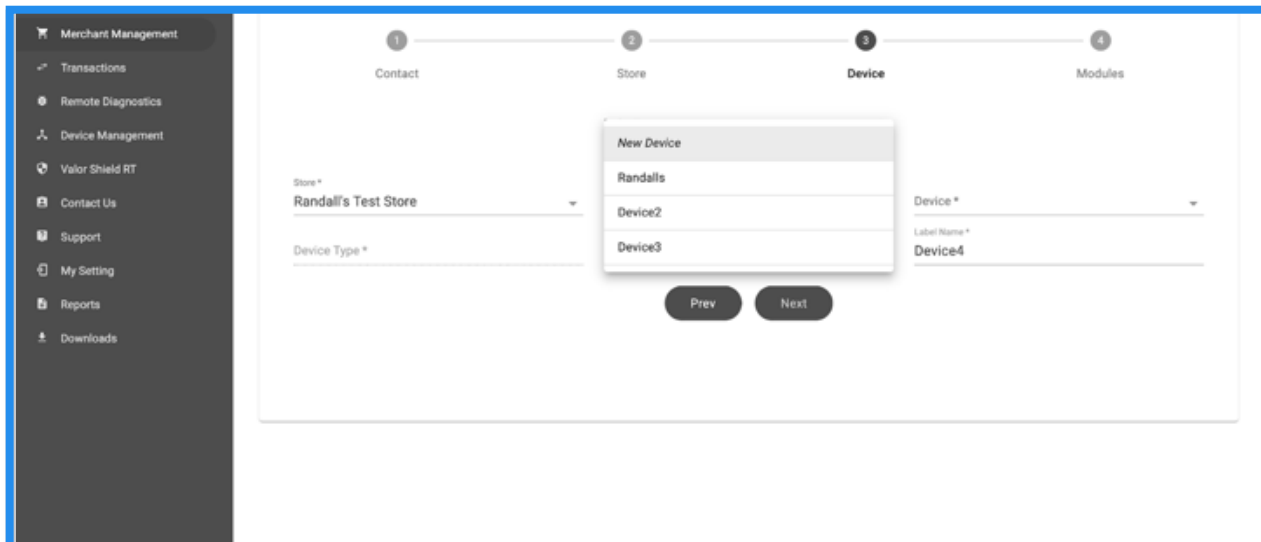 Merchant Management
Transactions
Remote Diagnostics
Device Management
Valor Shield RT
Contact Us
Support
My Setting
Reports
Downloads
1 2 3 4
Contact Store Device Modules
New Device
Randalls
Device2
Device3
Store *
Randall's Test Store
Device Type *
Device *
Label Name *
Device4
Prev Next